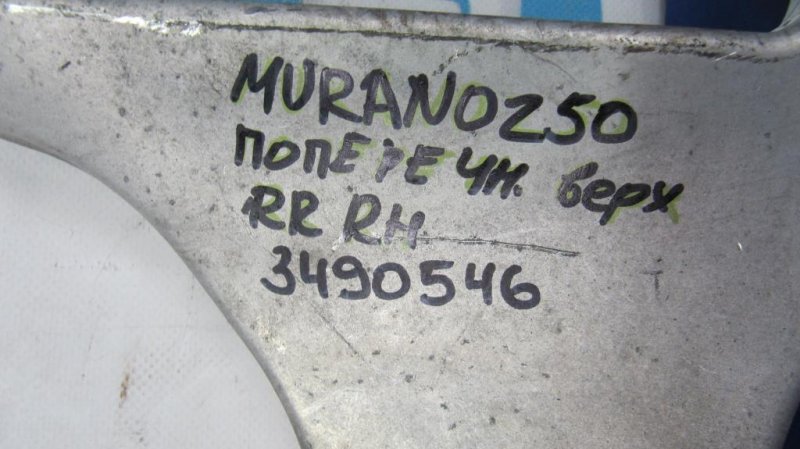 MURANO Z50
ПОПЕРЕЧН. верх
RR RH
3490546